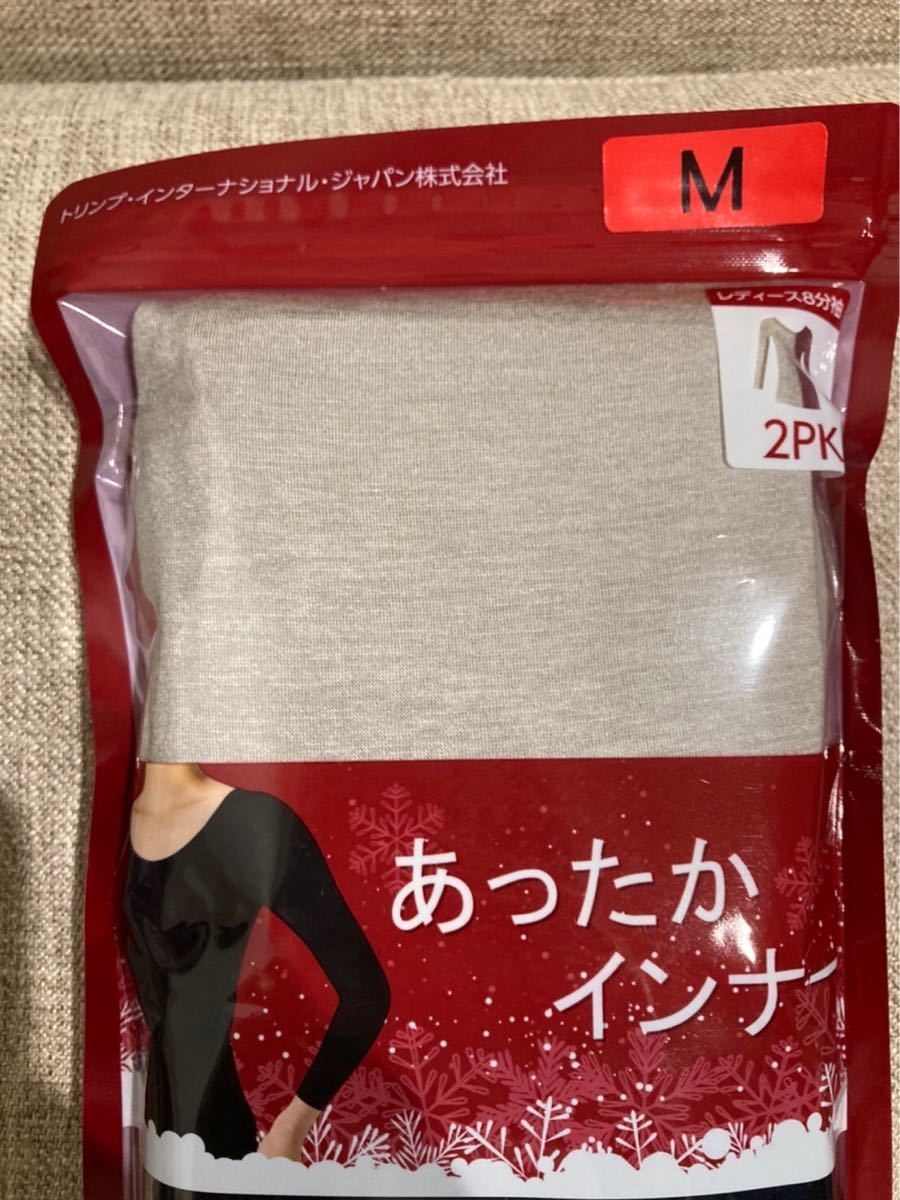 トリンプ・インターナショナル・ジャパン株式会社
M
レディース8分袖
2PK
あったか
インナー